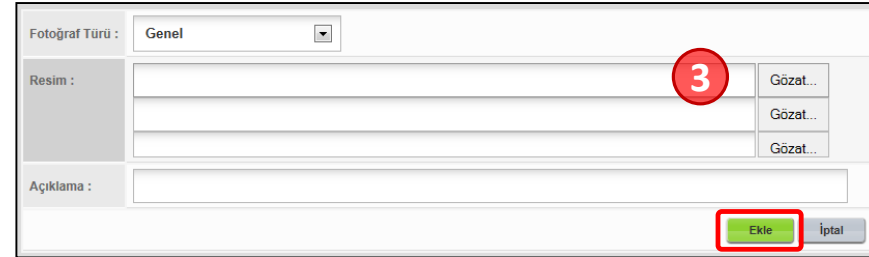 Fotoğraf Türü : Genel
Resim : 3 Gözat...
Gözat...
Gözat...
Açıklama :
Ekle İptal